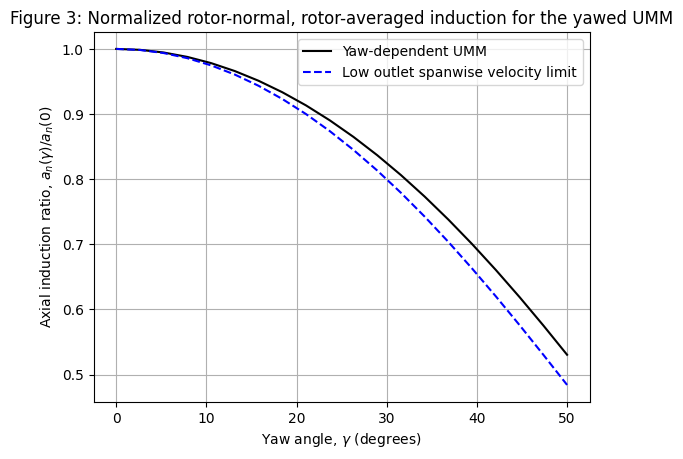 Figure 3: Normalized rotor-normal, rotor-averaged induction for the yawed UMM
Yaw-dependent UMM
Low outlet spanwise velocity limit
Axial induction ratio, aₙ(γ)/aₙ(0)
1.0
0.9
0.8
0.7
0.6
0.5
0 10 20 30 40 50
Yaw angle, γ (degrees)